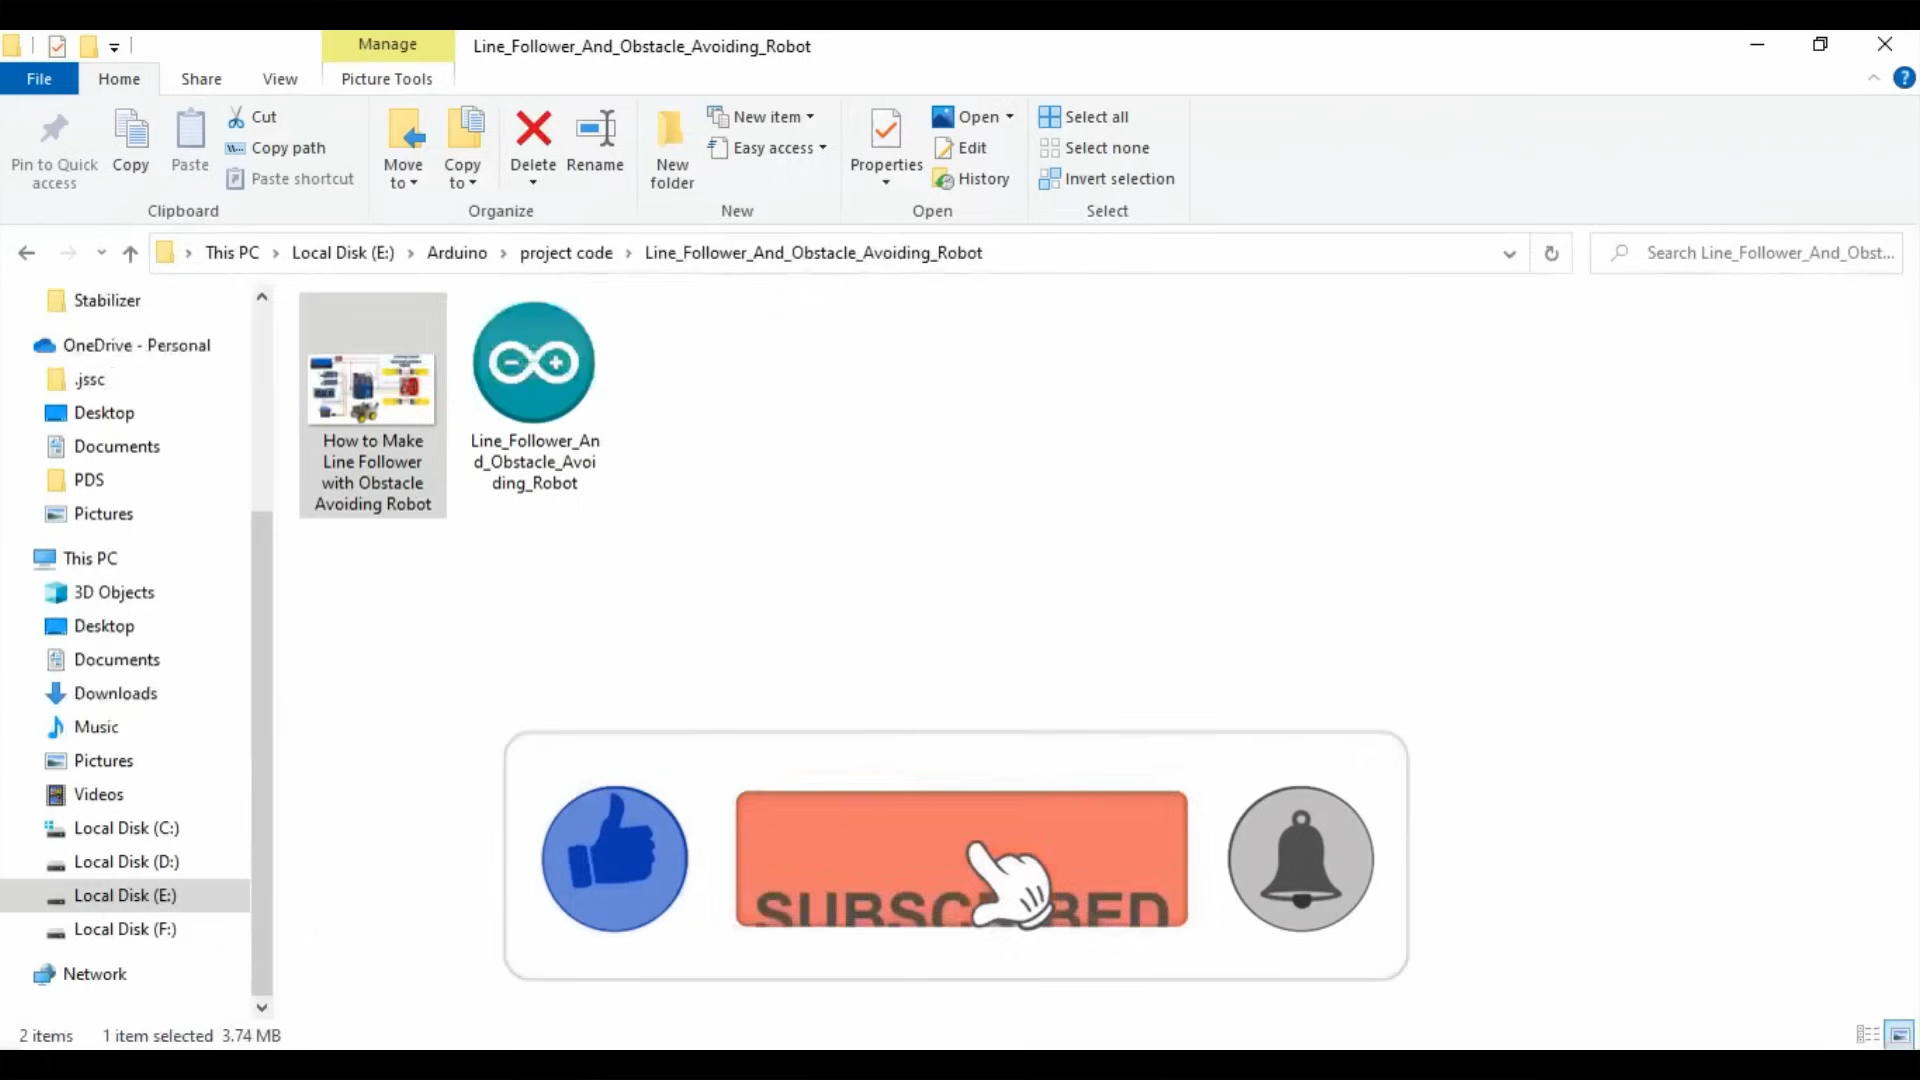 Manage
Line_Follower_And_Obstacle_Avoiding_Robot
File
Home
Share
View
Picture Tools
Pin to Quick
access
Copy
Paste
Cut
Copy path
Paste shortcut
Clipboard
Move
to
Copy
to
Delete
Rename
Organize
New
folder
New item
Easy access
New
Properties
Open
Edit
History
Open
Select all
Select none
Invert selection
Select
This PC
Local Disk (E:)
Arduino
project code
Line_Follower_And_Obstacle_Avoiding_Robot
Search Line_Follower_And_Obst...
Stabilizer
OneDrive - Personal
.jssc
Desktop
Documents
PDS
Pictures
This PC
3D Objects
Desktop
Documents
Downloads
Music
Pictures
Videos
Local Disk (C:)
Local Disk (D:)
Local Disk (E:)
Local Disk (F:)
Network
How to Make
Line Follower
with Obstacle
Avoiding Robot
Line_Follower_An
d_Obstacle_Avoi
ding_Robot
SUBSCRIBED
2 items
1 item selected 3.74 MB